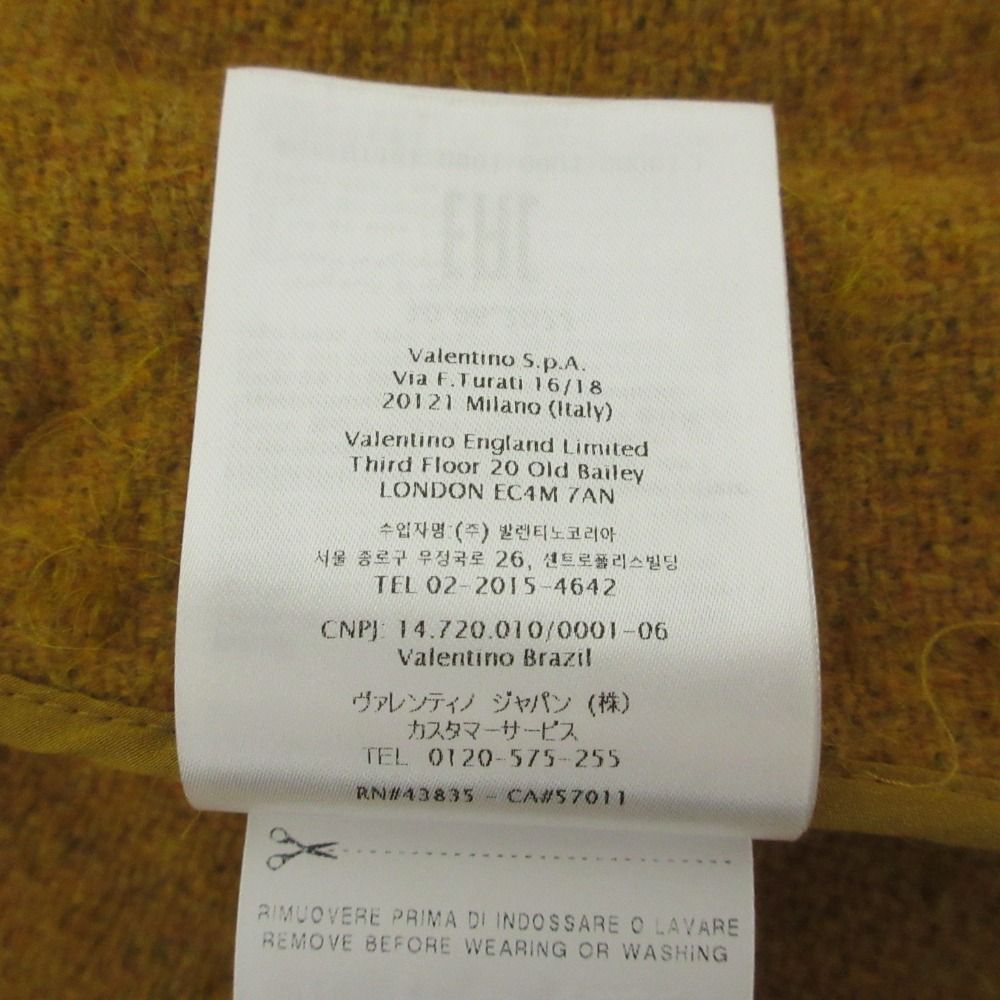 Valentino S.p.A.
Via F.Turati 16/18
20121 Milano (Italy)
Valentino England Limited
Third Floor 20 Old Bailey
LONDON EC4M 7AN
수입자명:(주) 발렌티노코리아
서울 종로구 우정국로 26, 센트로폴리스빌딩
TEL 02-2015-4642
CNPJ: 14.720.010/0001-06
Valentino Brazil
ヴァレンティノ ジャパン (株)
カスタマーサービス
TEL 0120-575-255
RN#43835 - CA#57011
RIMUOVERE PRIMA DI INDOSSARE O LAVARE
REMOVE BEFORE WEARING OR WASHING